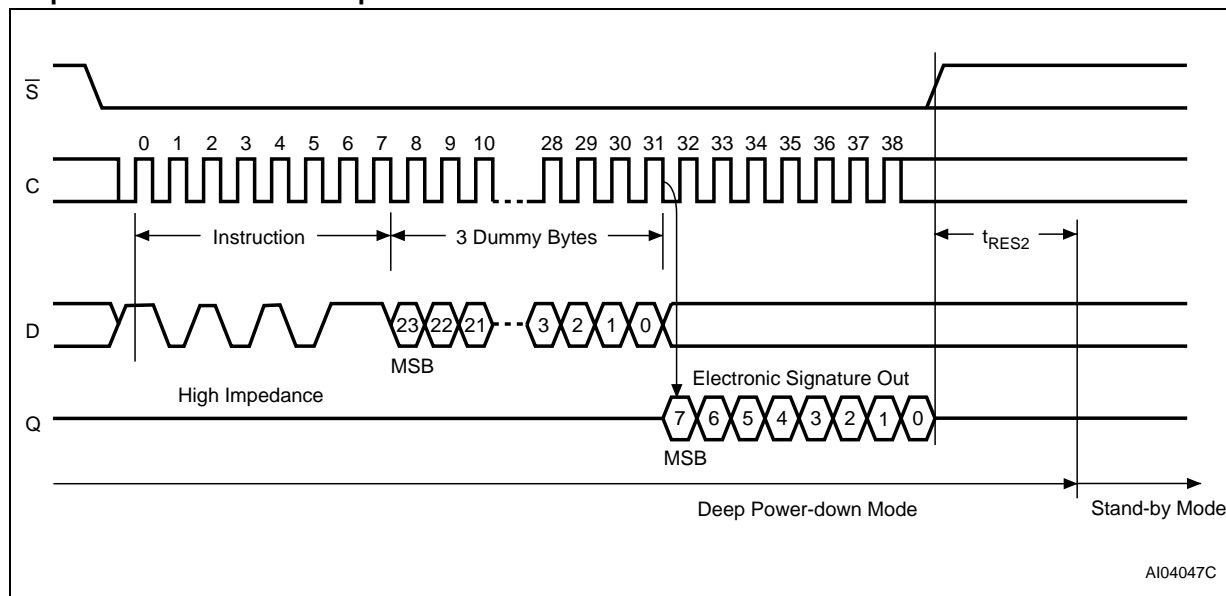 S
0 1 2 3 4 5 6 7 8 9 10 28 29 30 31 32 33 34 35 36 37 38
C
Instruction 3 Dummy Bytes tRES2
D 23 22 21 3 2 1 0
MSB
High Impedance Electronic Signature Out
Q 7 6 5 4 3 2 1 0
MSB
Deep Power-down Mode Stand-by Mode
AI04047C